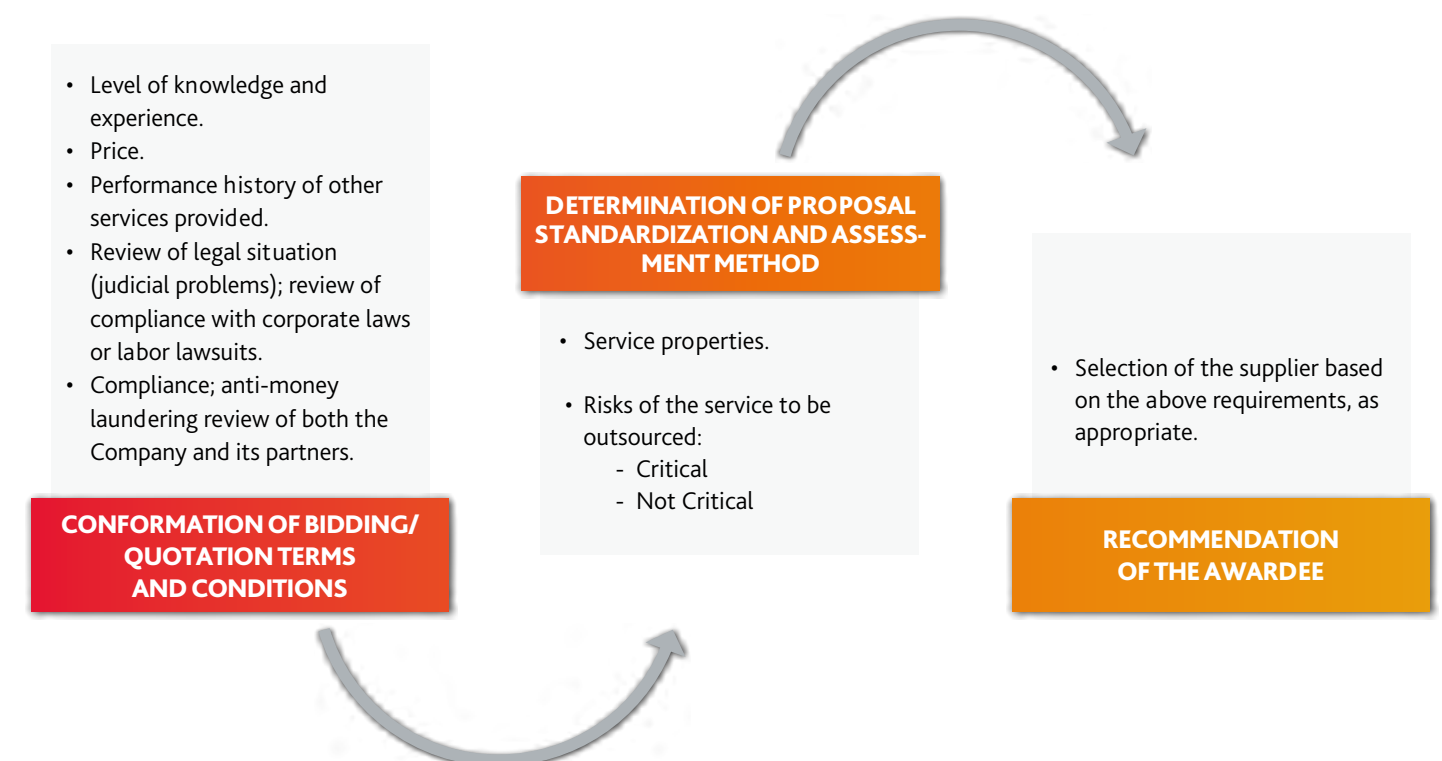 • Level of knowledge and
experience.
• Price.
• Performance history of other
services provided.
• Review of legal situation
(judicial problems); review of
compliance with corporate laws
or labor lawsuits.
• Compliance; anti-money
laundering review of both the
Company and its partners.
CONFORMATION OF BIDDING/
QUOTATION TERMS
AND CONDITIONS
DETERMINATION OF PROPOSAL
STANDARDIZATION AND ASSESS-
MENT METHOD
• Service properties.
• Risks of the service to be
outsourced:
- Critical
- Not Critical
• Selection of the supplier based
on the above requirements, as
appropriate.
RECOMMENDATION
OF THE AWARDEE